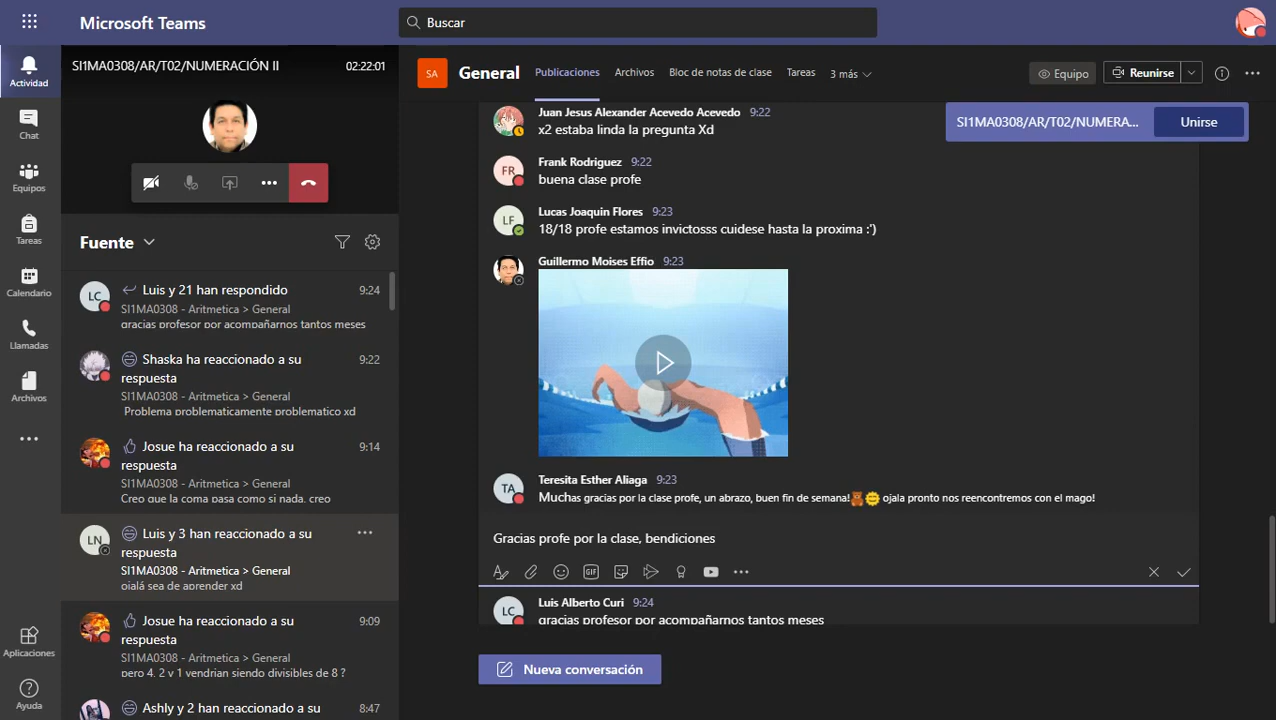 Microsoft Teams
Buscar
Actividad
Chat
Equipos
Tareas
Calendario
Llamadas
Archivos
Aplicaciones
Ayuda
SI1MA0308/AR/T02/NUMERACIÓN II
02:22:01
Fuente
LC
Luis y 21 han respondido
9:24
SI1MA0308 - Aritmetica > General
gracias profesor por acompañarnos tantos meses
Shaska ha reaccionado a su
respuesta
9:22
SI1MA0308 - Aritmetica > General
Problema problematicamente problematico xd
Josue ha reaccionado a su
respuesta
9:14
SI1MA0308 - Aritmetica > General
Creo que la coma pasa como si nada. creo
LN
Luis y 3 han reaccionado a su
respuesta
SI1MA0308 - Aritmetica > General
ojalá sea de aprender xd
Josue ha reaccionado a su
respuesta
9:09
SI1MA0308 - Aritmetica > General
pero 4. 2 v 1 vendrian siendo divisibles de 8 ?
Ashly y 2 han reaccionado a su
8:47
SA
General
Publicaciones
Archivos
Bloc de notas de clase
Tareas
3 más
Equipo
Reunirse
SI1MA0308/AR/T02/NUMERA...
Unirse
Juan Jesus Alexander Acevedo Acevedo 9:22
x2 estaba linda la pregunta Xd
FR
Frank Rodriguez 9:22
buena clase profe
LF
Lucas Joaquin Flores 9:23
18/18 profe estamos invictosss cuidese hasta la proxima :')
Guillermo Moises Effio 9:23
TA
Teresita Esther Aliaga 9:23
Muchas gracias por la clase profe, un abrazo, buen fin de semana!🧸🌞 ojala pronto nos reencontremos con el mago!
Gracias profe por la clase, bendiciones
GIF
LC
Luis Alberto Curi 9:24
gracias profesor por acompañarnos tantos meses
Nueva conversación